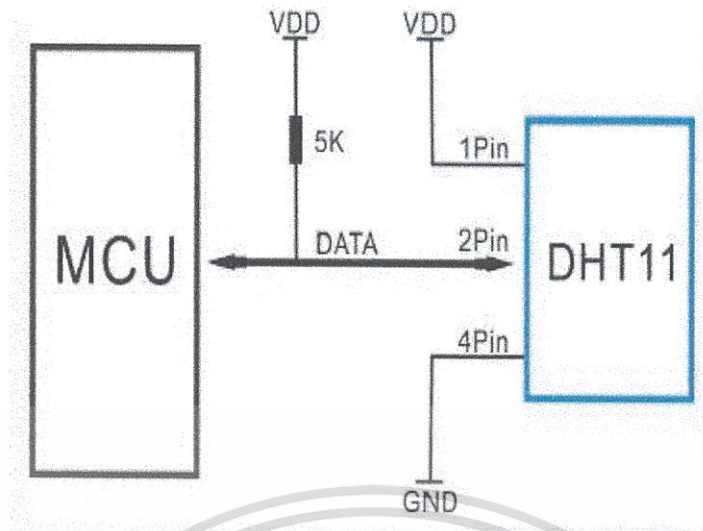 VDD
VDD
5K
1Pin
MCU
DATA
2Pin
DHT11
4Pin
GND